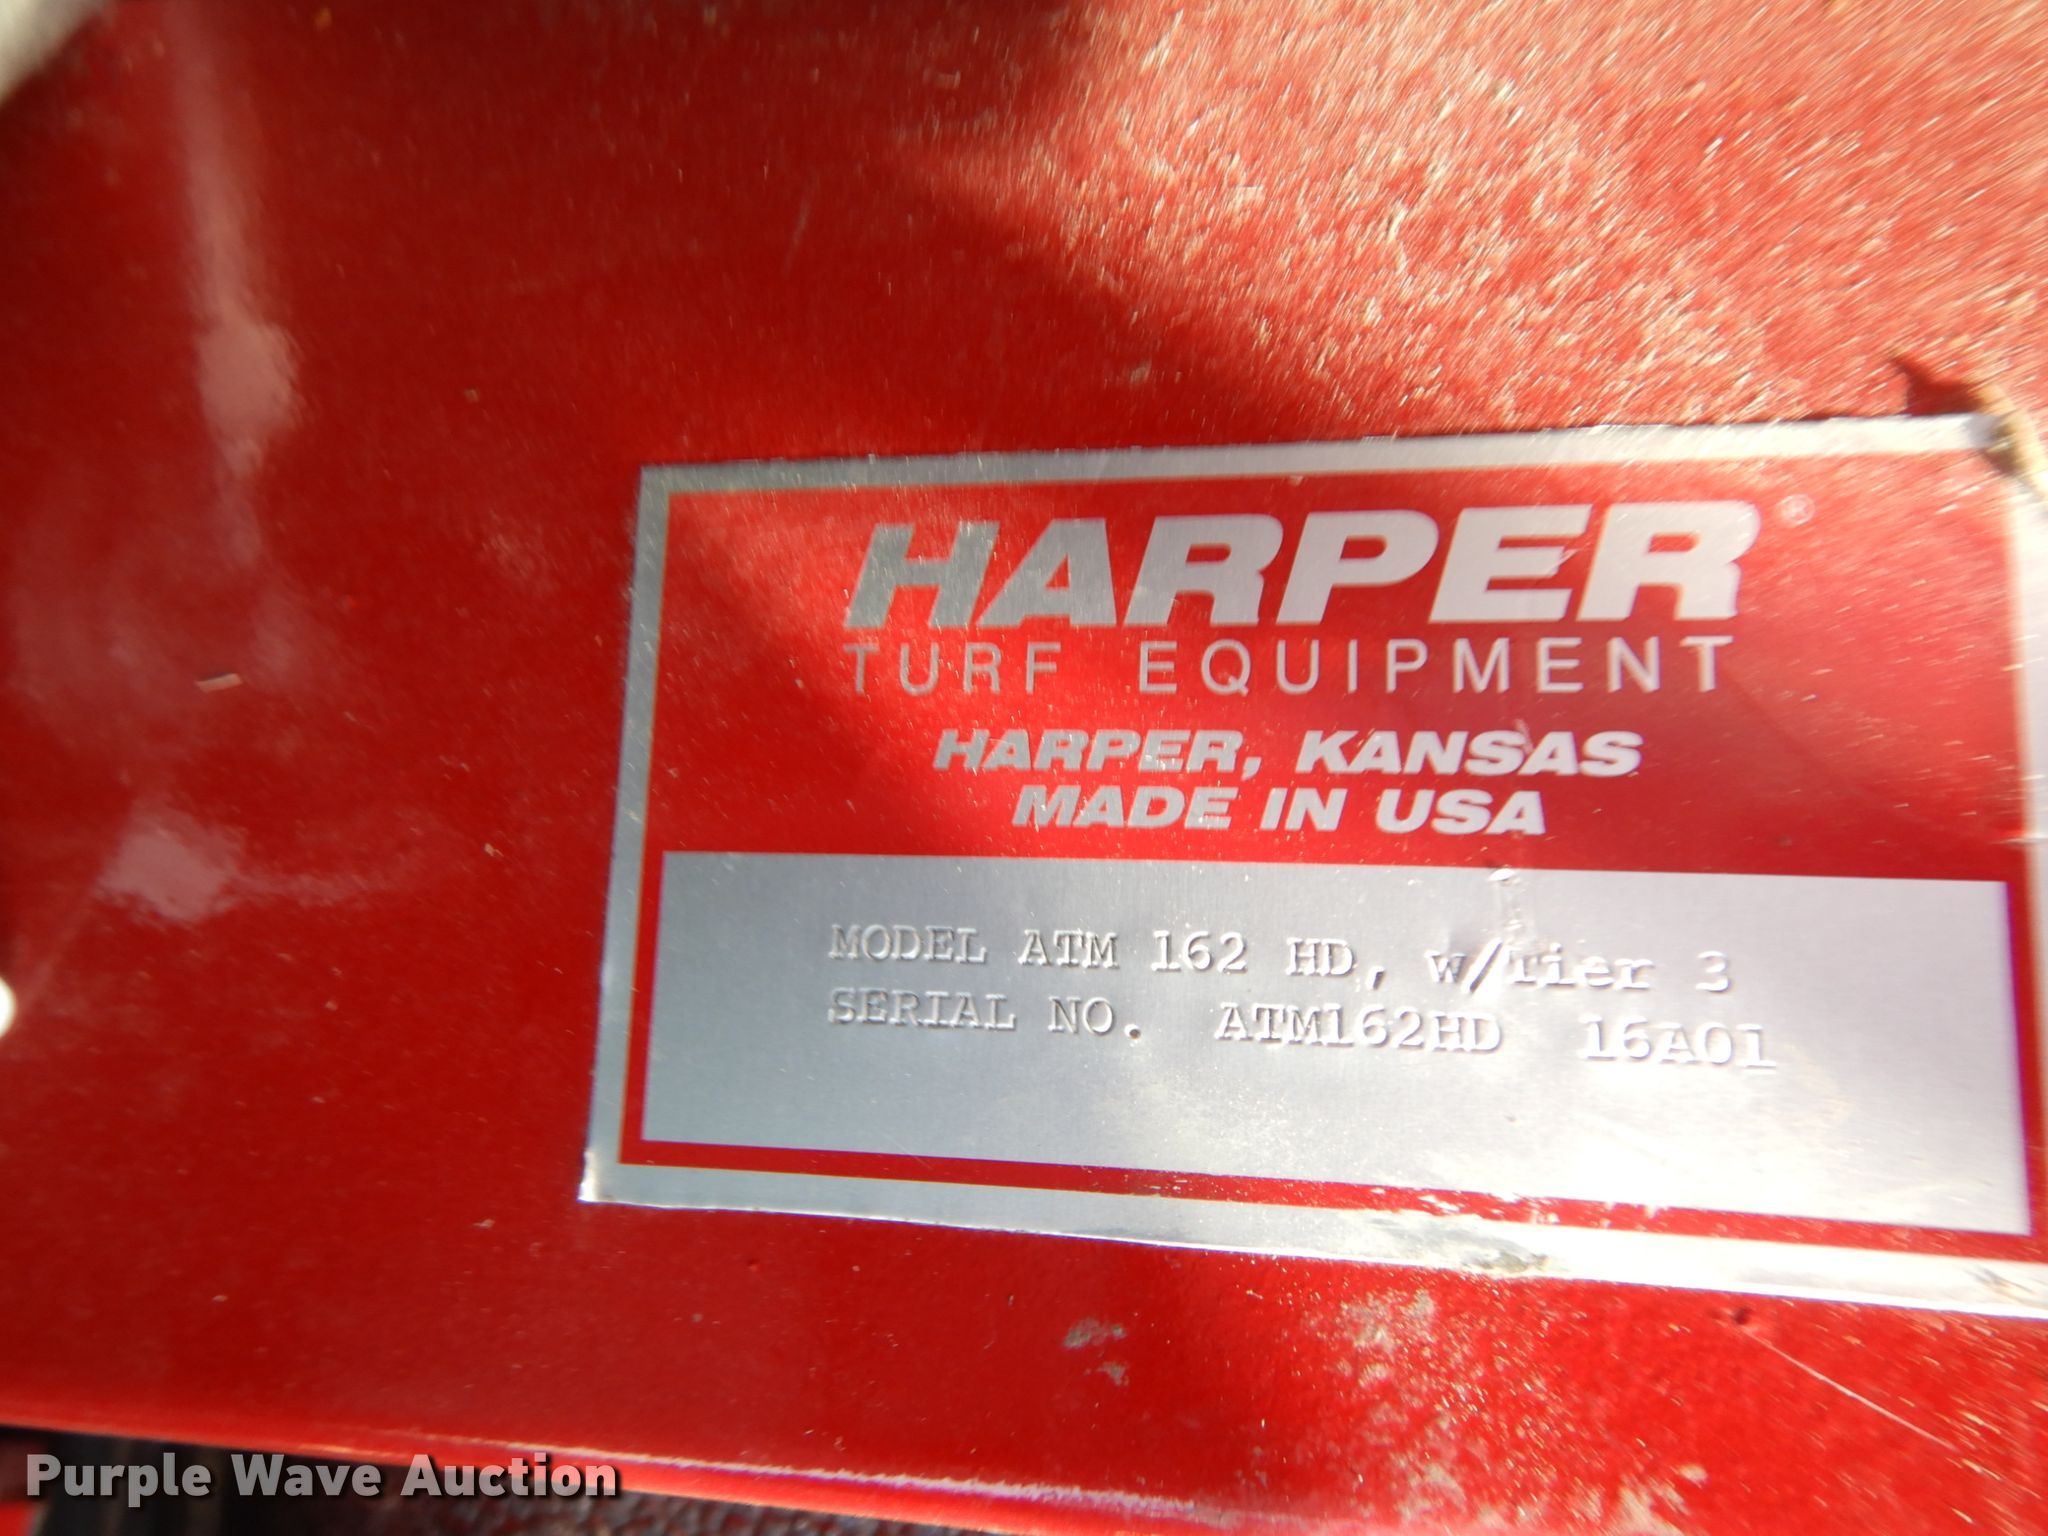 HARPER®
TURF EQUIPMENT
HARPER, KANSAS
MADE IN USA
MODEL ATM 162 HD, w/Tier 3
SERIAL NO. ATM162HD 16A01
Purple Wave Auction